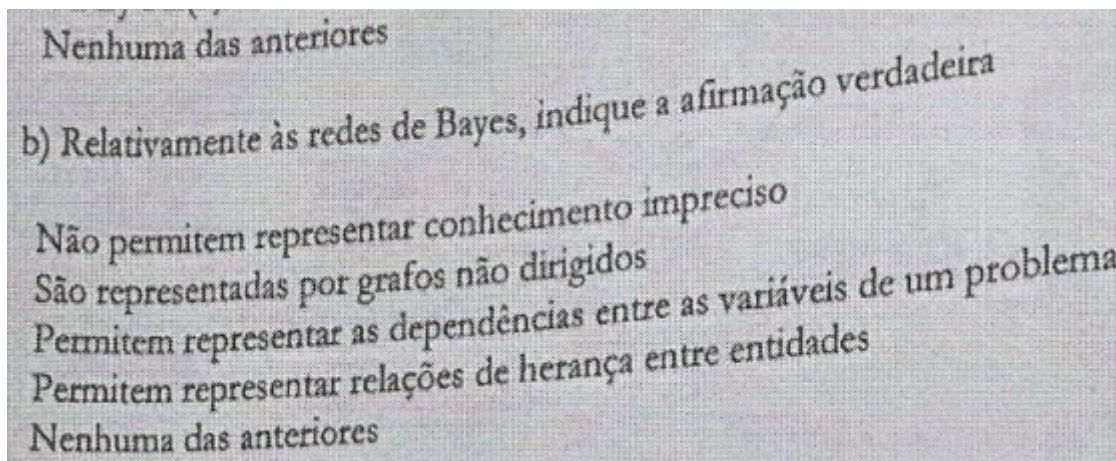 Nenhuma das anteriores
b) Relativamente às redes de Bayes, indique a afirmação verdadeira
Não permitem representar conhecimento impreciso
São representadas por grafos não dirigidos
Permitem representar as dependências entre as variáveis de um problema
Permitem representar relações de herança entre entidades
Nenhuma das anteriores